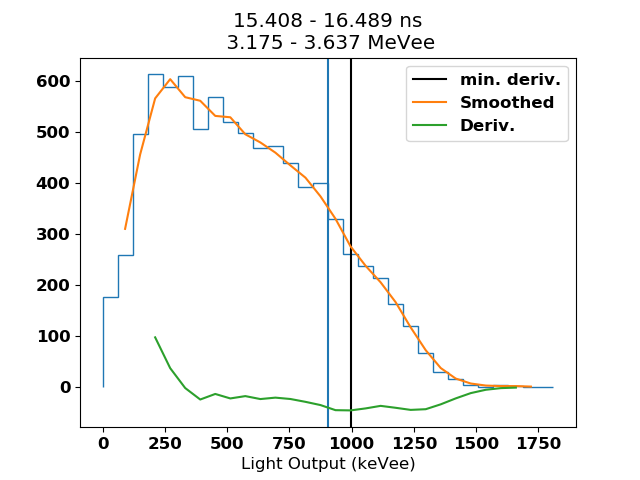 15.408 - 16.489 ns
3.175 - 3.637 MeVee
min. deriv.
Smoothed
Deriv.
600
500
400
300
200
100
0
0 250 500 750 1000 1250 1500 1750
Light Output (keVee)